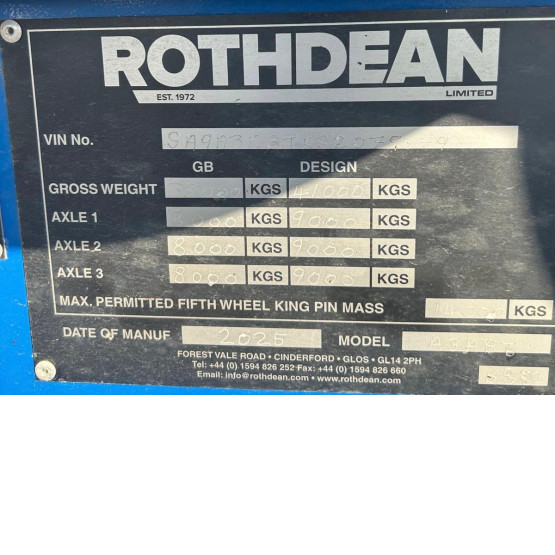 ROTHDEAN
EST. 1972 LIMITED
VIN No.
GB DESIGN
GROSS WEIGHT KGS 41000 KGS
AXLE 1 KGS 9000 KGS
AXLE 2 8000 KGS 9000 KGS
AXLE 3 8000 KGS 9000 KGS
MAX. PERMITTED FIFTH WHEEL KING PIN MASS KGS
DATE OF MANUF 2025 MODEL
FOREST VALE ROAD • CINDERFORD • GLOS • GL14 2PH
Tel: +44 (0) 1594 826 252 Fax: +44 (0) 1594 826 660
Email: info@rothdean.com • www.rothdean.com